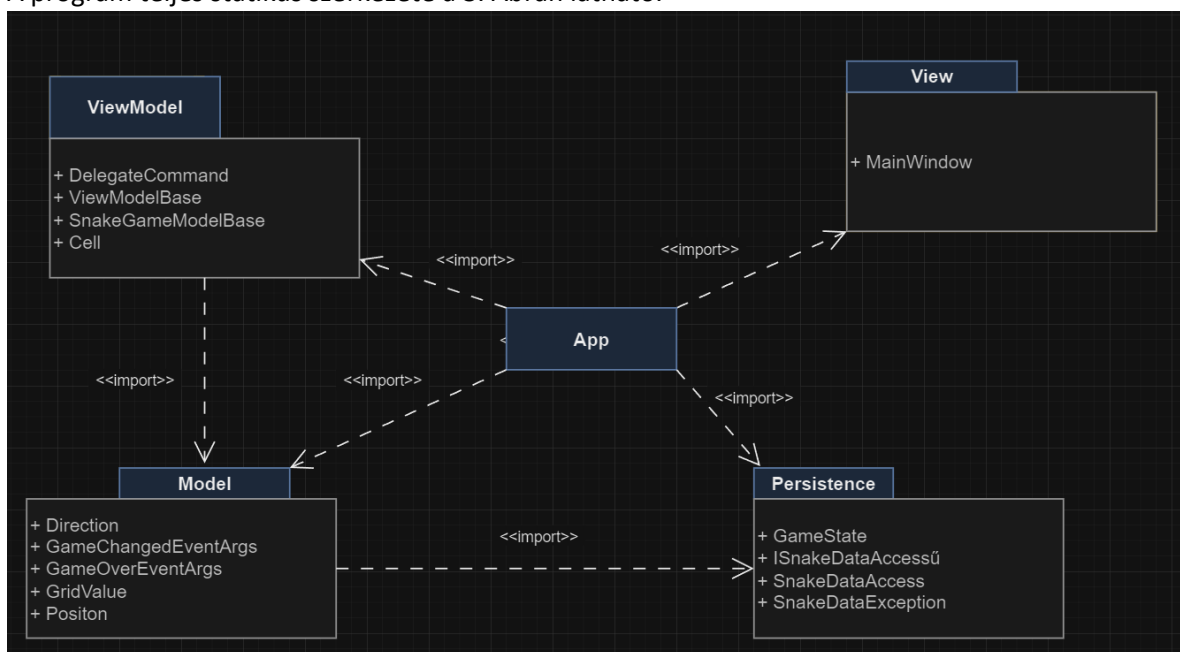 A program teljes statikus szerkezete a 3. Ábrán látható:
ViewModel
+ DelegateCommand
+ ViewModelBase
+ SnakeGameModelBase
+ Cell
View
+ MainWindow
<<import>>
<<import>>
App
<<import>>
<<import>>
<<import>>
Model
+ Direction
+ GameChangedEventArgs
+ GameOverEventArgs
+ GridValue
+ Positon
<<import>>
Persistence
+ GameState
+ ISnakeDataAccessű
+ SnakeDataAccess
+ SnakeDataException